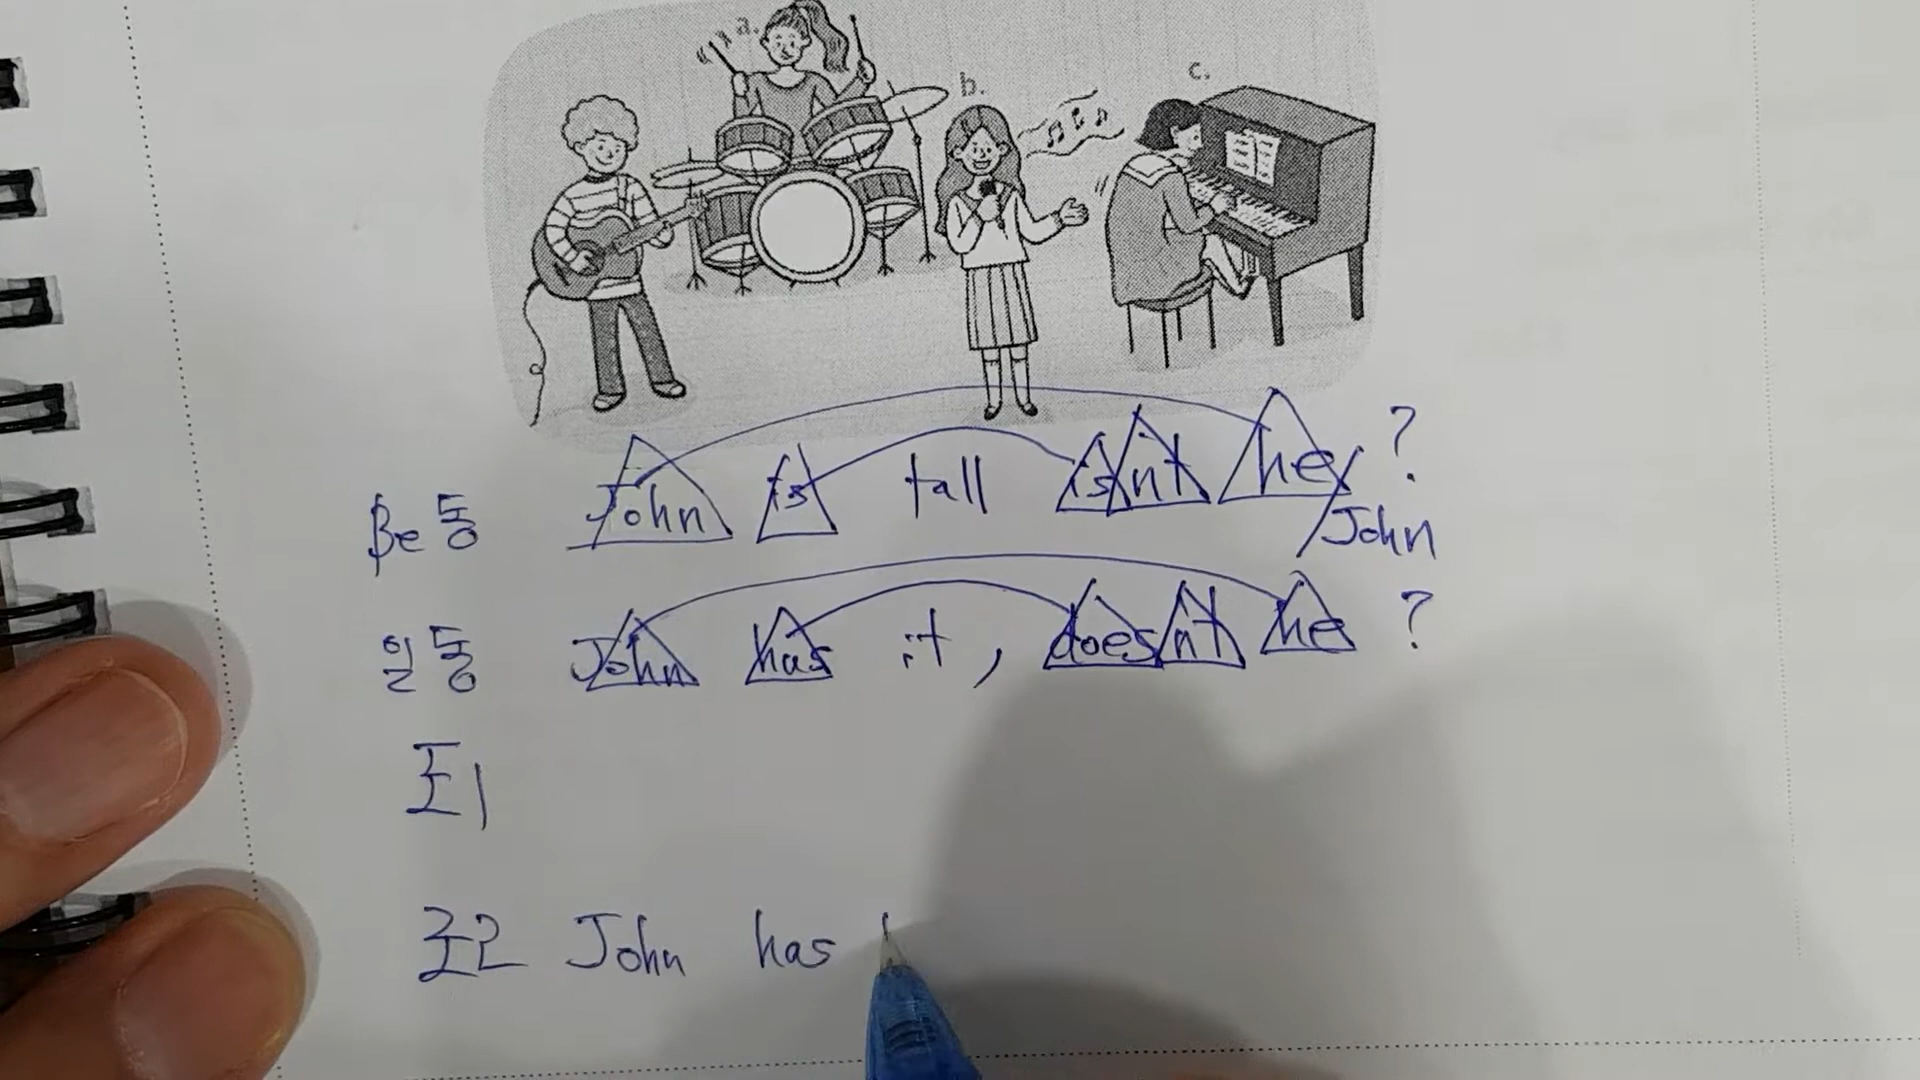 a.
b.
c.
Be동 John is tall isn't he ?
John
일동 John has it , doesn't he ?
조1
조2 John has